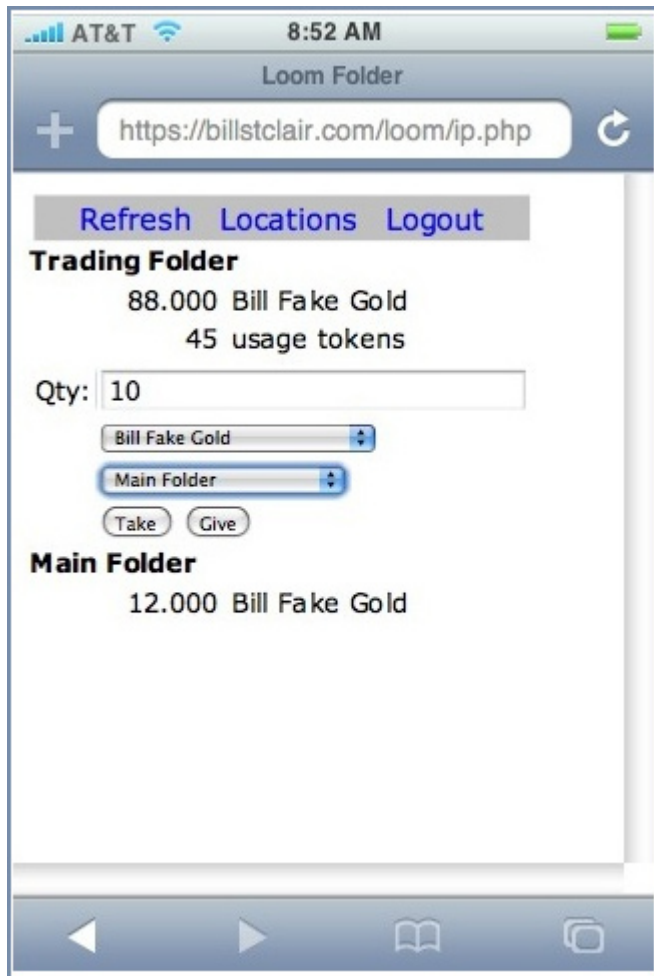 AT&T 8:52 AM
Loom Folder
https://billstclair.com/loom/ip.php
Refresh Locations Logout
Trading Folder
88.000 Bill Fake Gold
45 usage tokens
Qty: 10
Bill Fake Gold
Main Folder
Take Give
Main Folder
12.000 Bill Fake Gold